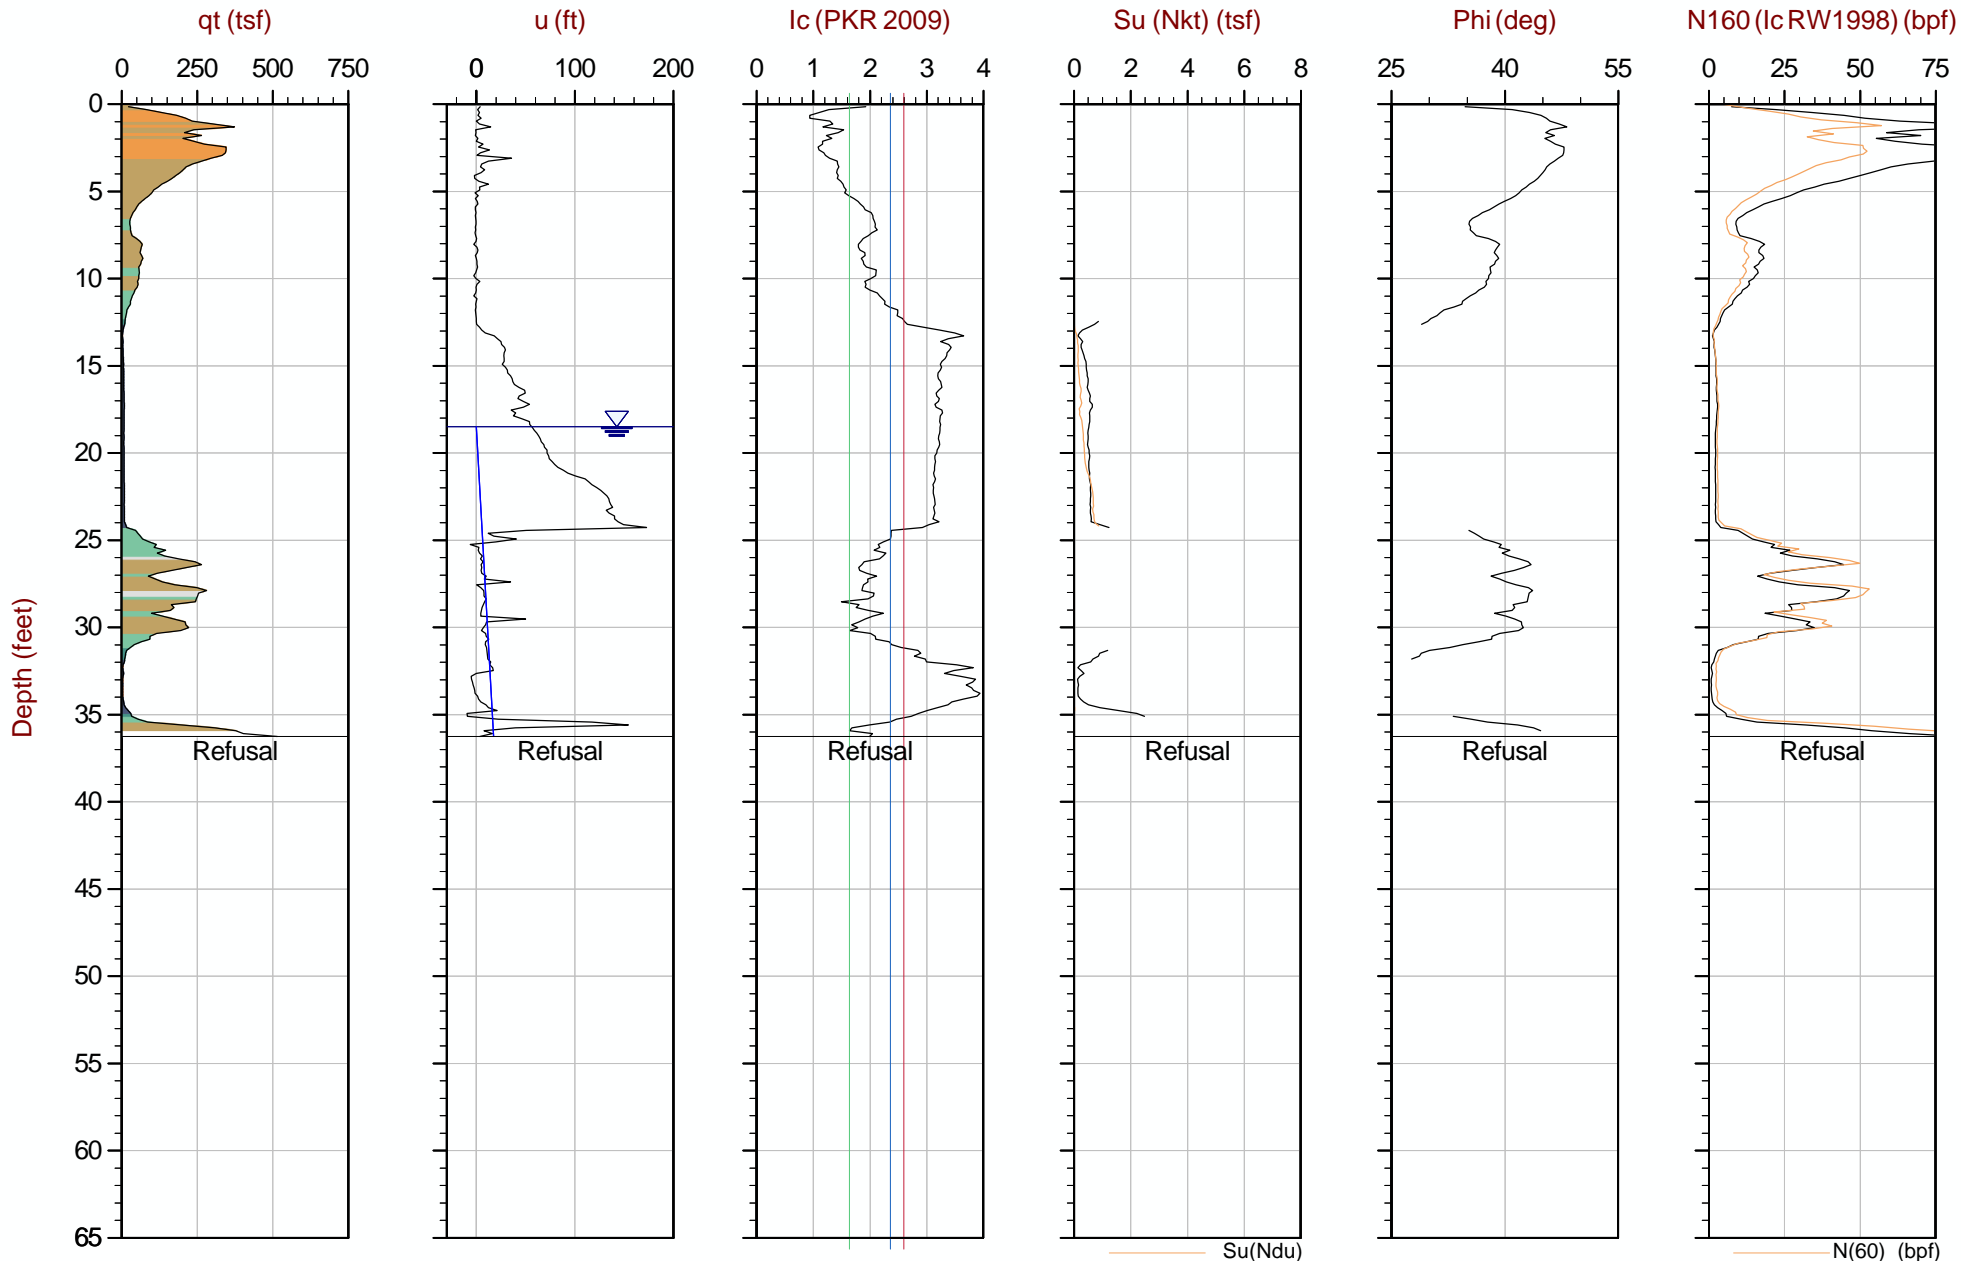 qt (tsf)
u (ft)
Ic (PKR 2009)
Su (Nkt) (tsf)
Phi (deg)
N160 (Ic RW1998) (bpf)
0 250 500 750
0 100 200
0 1 2 3 4
0 2 4 6 8
25 40 55
0 25 50 75
0
5
10
15
20
25
30
35
40
45
50
55
60
65
Depth (feet)
Refusal
Refusal
Refusal
Refusal
Refusal
Refusal
Su(Ndu)
N(60) (bpf)